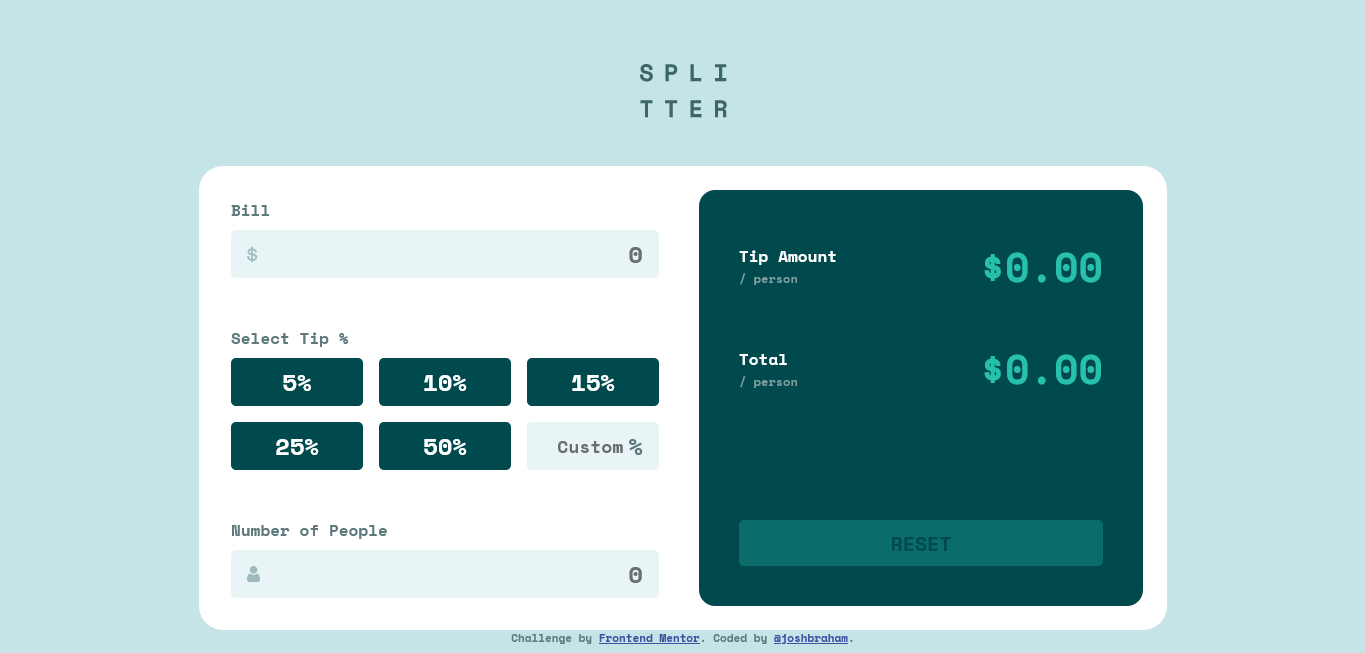 SPLI
TTER
Bill
$ 0
Select Tip %
5% 10% 15%
25% 50% Custom %
Number of People
0
Tip Amount
/ person
$0.00
Total
/ person
$0.00
RESET
Challenge by Frontend Mentor. Coded by @joshbraham.